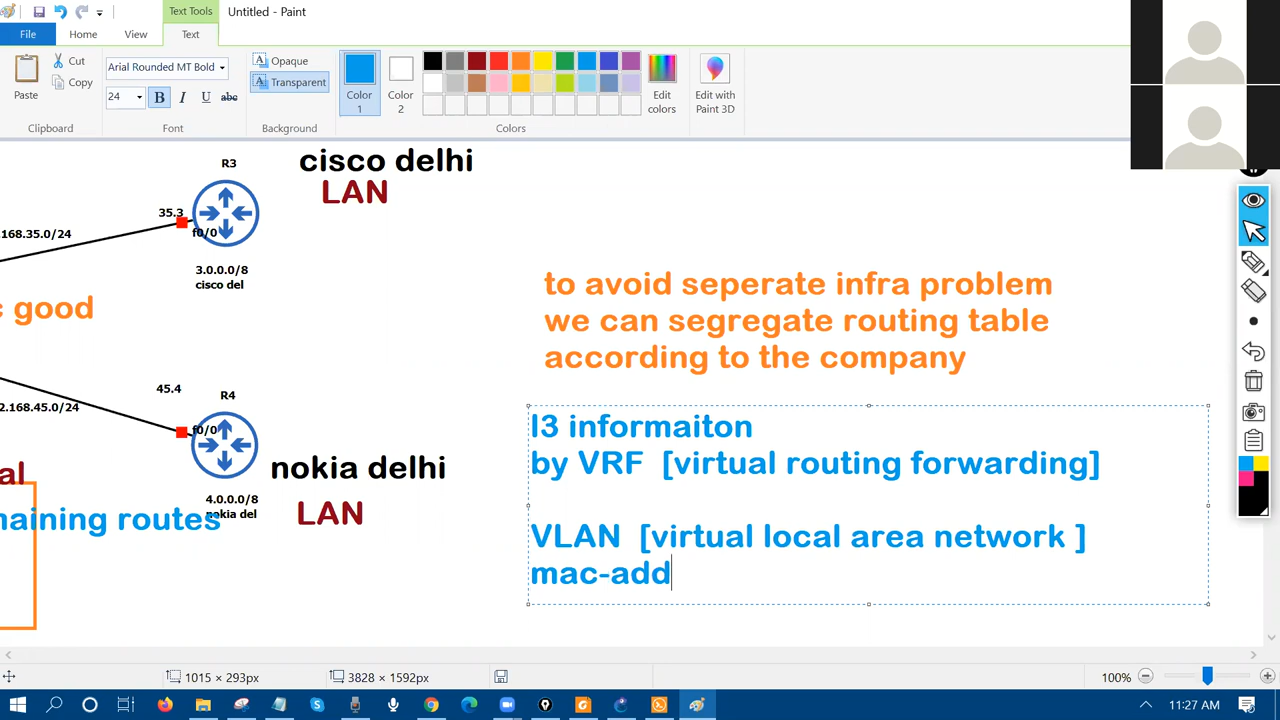 Untitled - Paint
Text Tools
File
Home
View
Text
Paste
Cut
Copy
Clipboard
Arial Rounded MT Bold
24
B
I
U
abc
Font
Opaque
Transparent
Background
Color
1
Color
2
Edit
colors
Edit with
Paint 3D
Colors
R3
cisco delhi
LAN
35.3
f0/0
.168.35.0/24
3.0.0.0/8
cisco del
good
to avoid seperate infra problem
we can segregate routing table
according to the company
45.4
R4
2.168.45.0/24
f0/0
nokia delhi
4.0.0.0/8
nokia del
LAN
al
maining routes
l3 informaiton
by VRF [virtual routing forwarding]
VLAN [virtual local area network ]
mac-add
1015 × 293px
3828 × 1592px
100%
11:27 AM